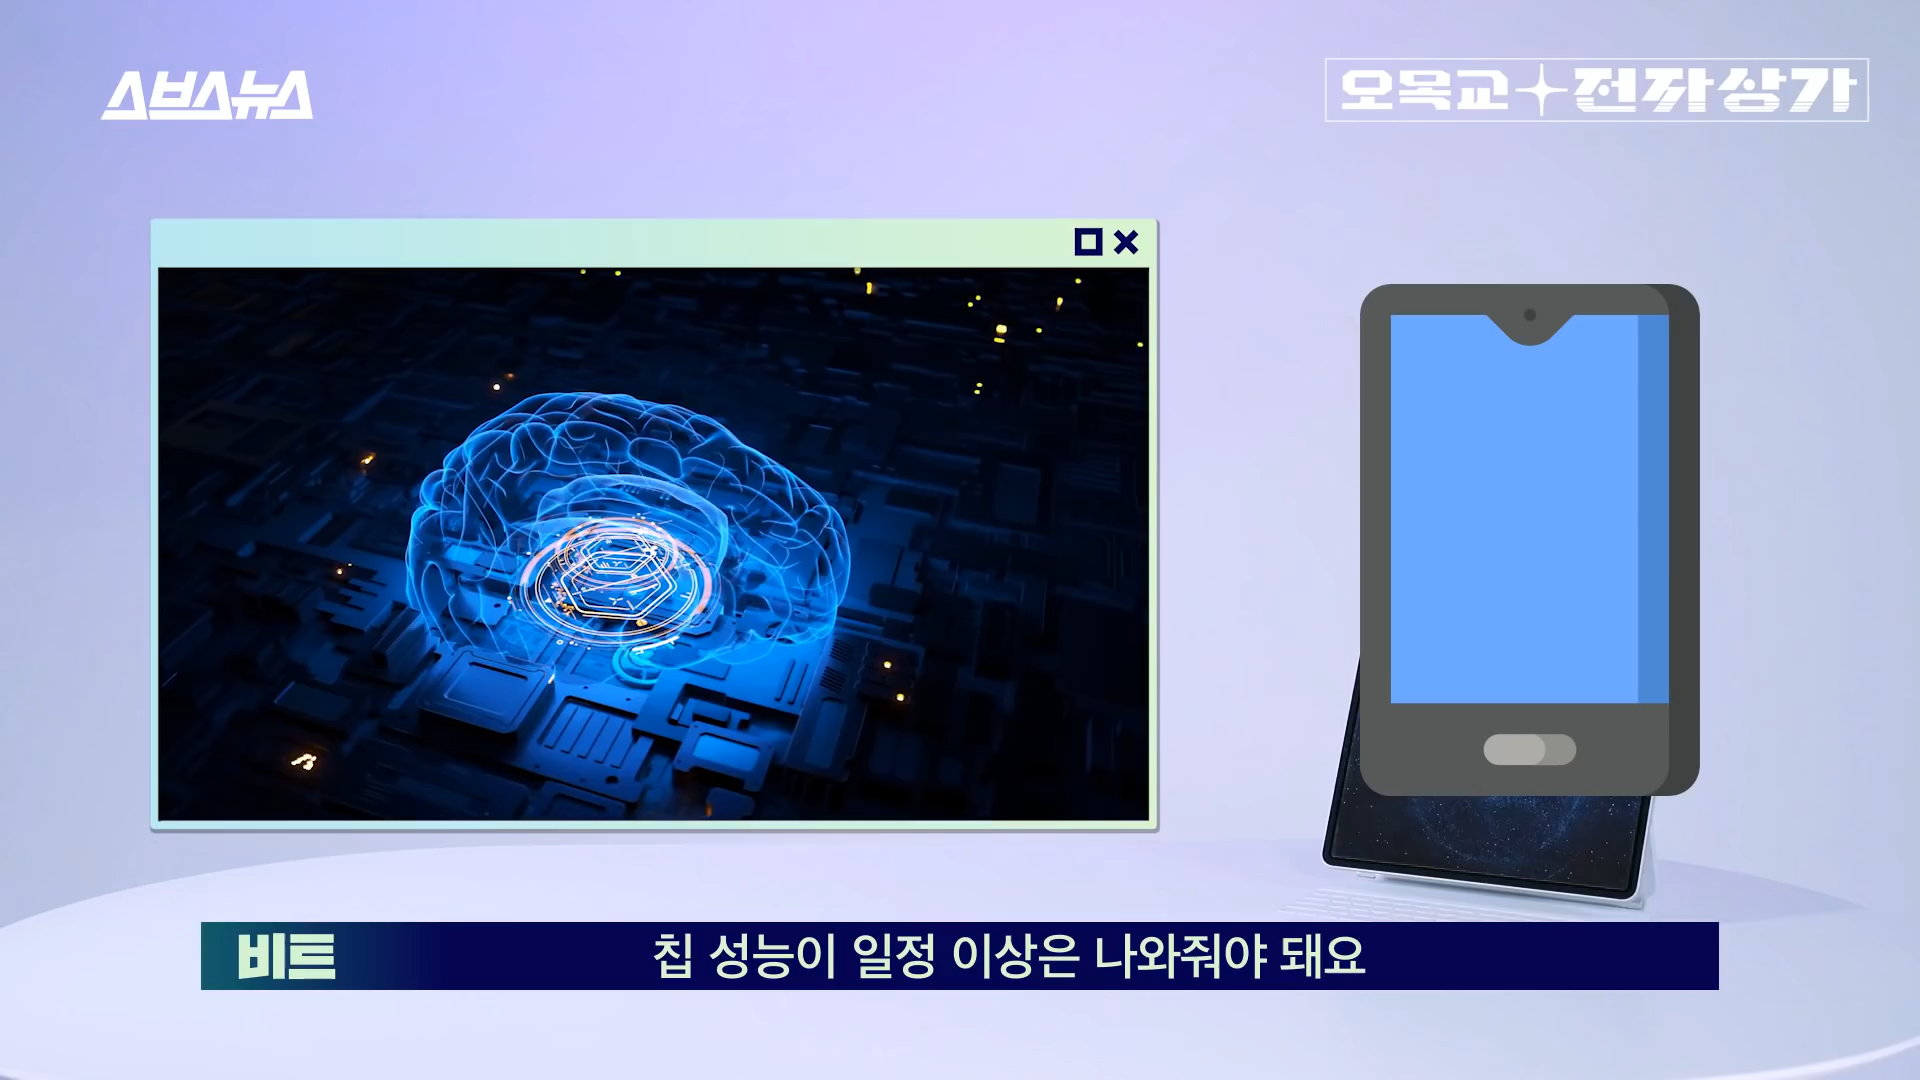 스브스뉴스
오목교 전자상가
비트
칩 성능이 일정 이상은 나와줘야 돼요